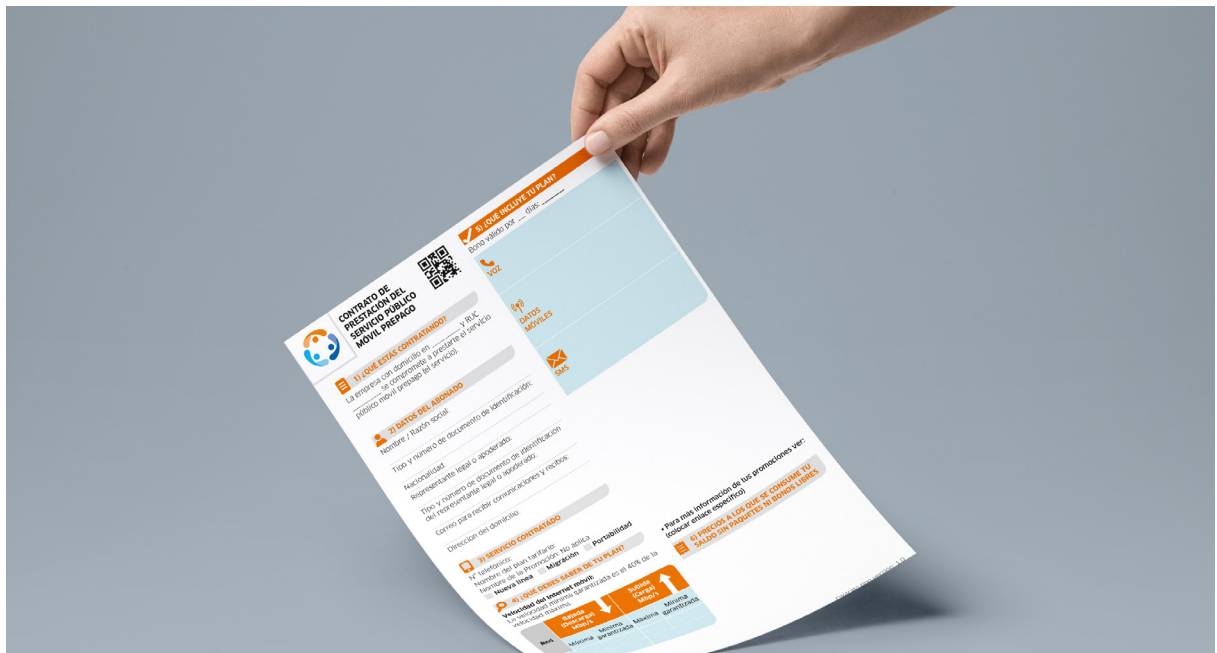 CONTRATO DE
PRESTACIÓN DEL
SERVICIO PÚBLICO
MÓVIL PREPAGO
1) ¿QUÉ ESTÁS CONTRATANDO?
La empresa con domicilio en ________ y RUC
________ se compromete a prestarte el servicio
público móvil prepago (el servicio).
2) DATOS DEL ABONADO
Nombre / Razón social:
Tipo y número de documento de identificación:
Nacionalidad:
Representante legal o apoderado:
Tipo y número de documento de identificación
del representante legal o apoderado:
Correo para recibir comunicaciones y recibos:
Dirección del domicilio:
3) SERVICIO CONTRATADO
N° telefónico:
Nombre del plan tarifario:
Nombre de la Promoción: No aplica
Nueva línea Migración Portabilidad
4) ¿QUÉ DEBES SABER DE TU PLAN?
Velocidad del Internet móvil:
La velocidad mínima garantizada es el 40% de la
velocidad máxima.
Bajada
(Descarga)
Mbp/s
Subida
(Carga)
Mbp/s
Red
Máxima
Mínima
garantizada
Máxima
Mínima
garantizada
5) ¿QUÉ INCLUYE TU PLAN?
Bono válido por __ días: ______
VOZ
DATOS
MÓVILES
SMS
• Para más información de tus promociones ver:
(colocar enlace específico)
6) PRECIOS A LOS QUE SE CONSUME TU
SALDO SIN PAQUETES NI BONOS LIBRES